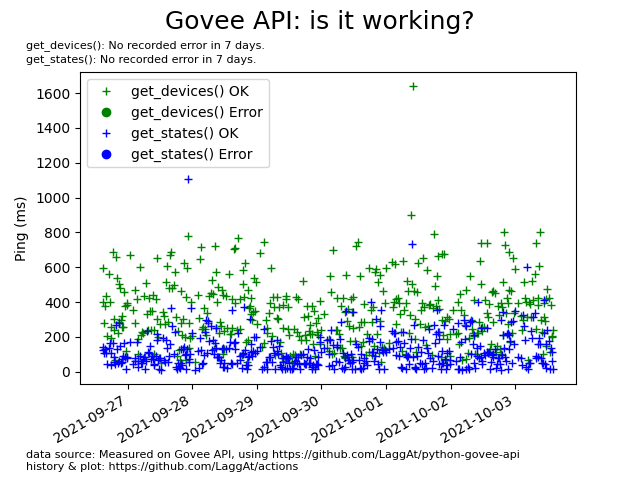 Govee API: is it working?
get_devices(): No recorded error in 7 days.
get_states(): No recorded error in 7 days.
get_devices() OK
get_devices() Error
get_states() OK
get_states() Error
Ping (ms)
1600
1400
1200
1000
800
600
400
200
0
2021-09-27
2021-09-28
2021-09-29
2021-09-30
2021-10-01
2021-10-02
2021-10-03
data source: Measured on Govee API, using https://github.com/LaggAt/python-govee-api
history & plot: https://github.com/LaggAt/actions